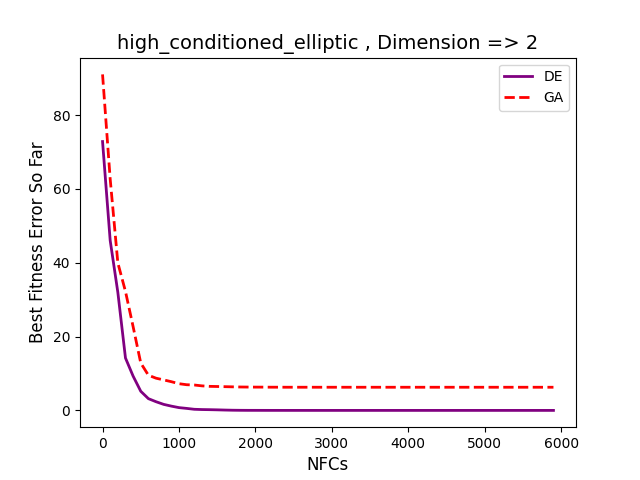 high_conditioned_elliptic , Dimension => 2
DE
GA
Best Fitness Error So Far
80
60
40
20
0
0 1000 2000 3000 4000 5000 6000
NFCs